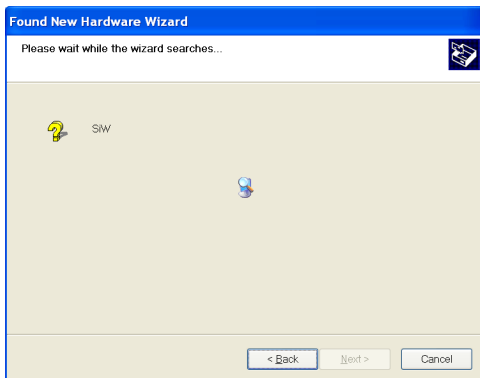 Found New Hardware Wizard
Please wait while the wizard searches...
SiW
< Back
Next >
Cancel